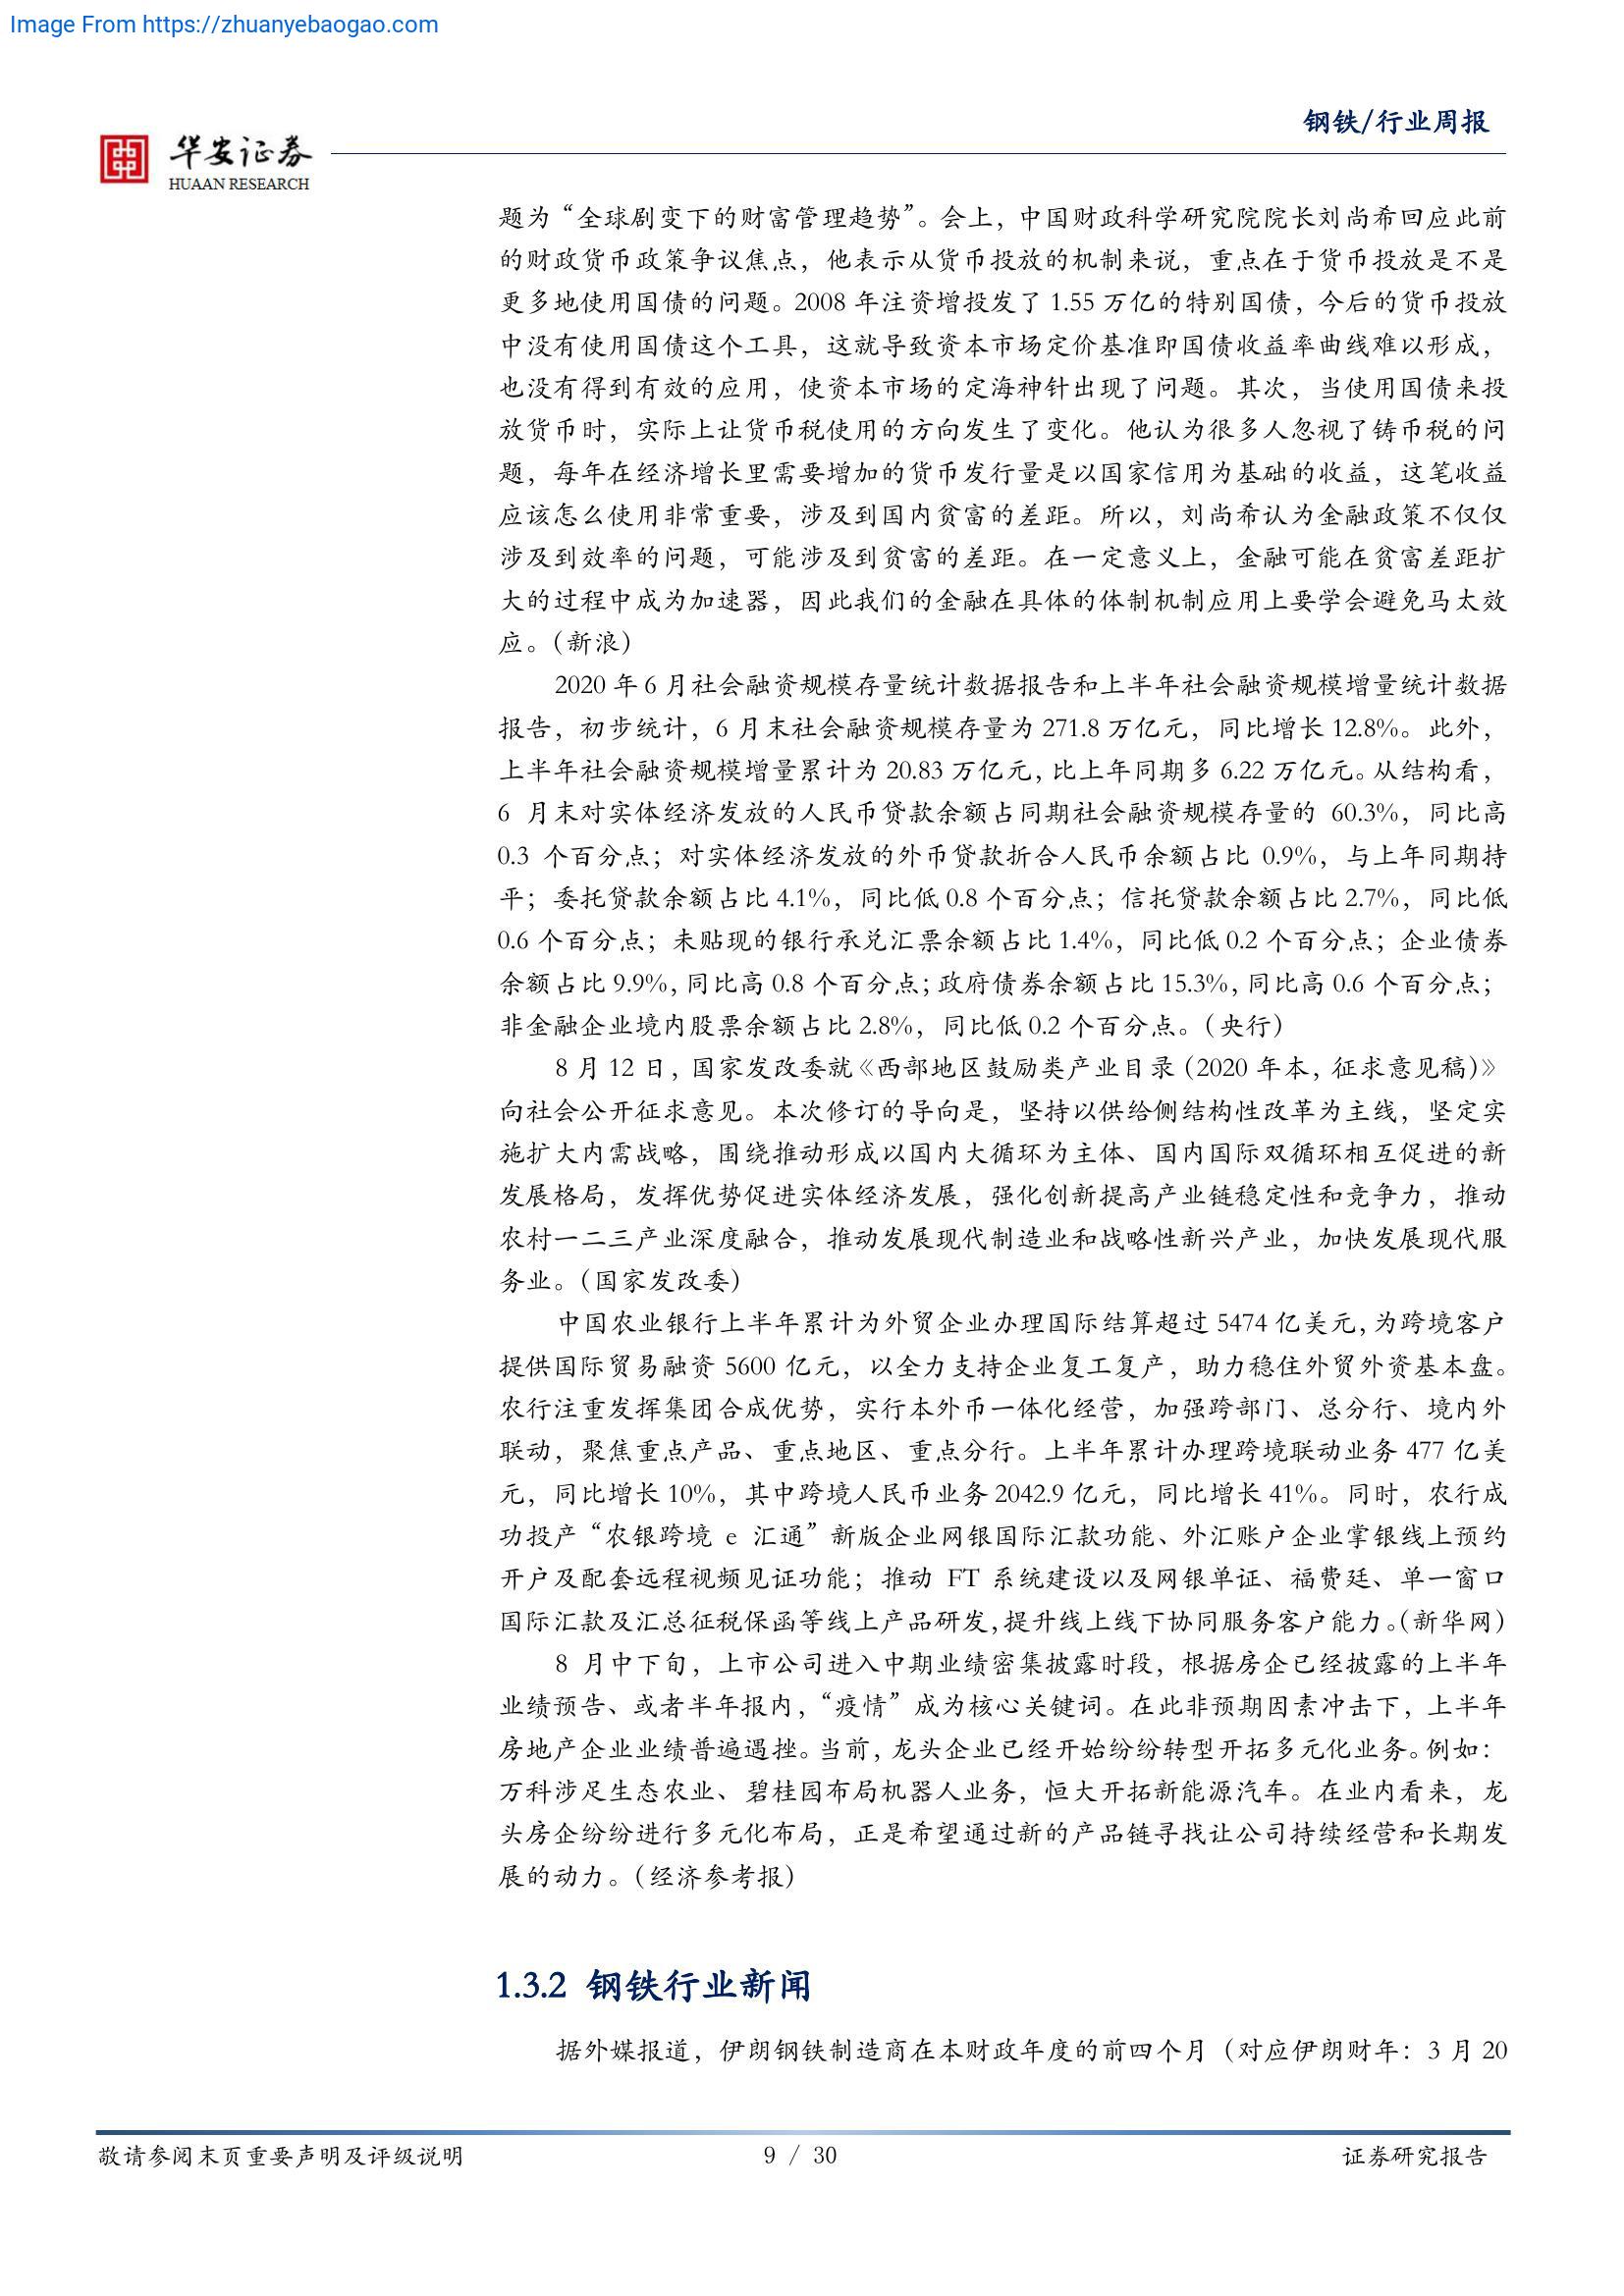 Image From https://zhuanyebaogao.com
钢铁/行业周报
华安证券
HUAAN RESEARCH
题为“全球剧变下的财富管理趋势”。会上，中国财政科学研究院院长刘尚希回应此前
的财政货币政策争议焦点，他表示从货币投放的机制来说，重点在于货币投放是不是
更多地使用国债的问题。2008 年注资增投发了 1.55 万亿的特别国债，今后的货币投放
中没有使用国债这个工具，这就导致资本市场定价基准即国债收益率曲线难以形成，
也没有得到有效的应用，使资本市场的定海神针出现了问题。其次，当使用国债来投
放货币时，实际上让货币税使用的方向发生了变化。他认为很多人忽视了铸币税的问
题，每年在经济增长里需要增加的货币发行量是以国家信用为基础的收益，这笔收益
应该怎么使用非常重要，涉及到国内贫富的差距。所以，刘尚希认为金融政策不仅仅
涉及到效率的问题，可能涉及到贫富的差距。在一定意义上，金融可能在贫富差距扩
大的过程中成为加速器，因此我们的金融在具体的体制机制应用上要学会避免马太效
应。（新浪）
2020 年 6 月社会融资规模存量统计数据报告和上半年社会融资规模增量统计数据
报告，初步统计，6 月末社会融资规模存量为 271.8 万亿元，同比增长 12.8%。此外，
上半年社会融资规模增量累计为 20.83 万亿元，比上年同期多 6.22 万亿元。从结构看，
6 月末对实体经济发放的人民币贷款余额占同期社会融资规模存量的 60.3%，同比高
0.3 个百分点；对实体经济发放的外币贷款折合人民币余额占比 0.9%，与上年同期持
平；委托贷款余额占比 4.1%，同比低 0.8 个百分点；信托贷款余额占比 2.7%，同比低
0.6 个百分点；未贴现的银行承兑汇票余额占比 1.4%，同比低 0.2 个百分点；企业债券
余额占比 9.9%，同比高 0.8 个百分点；政府债券余额占比 15.3%，同比高 0.6 个百分点；
非金融企业境内股票余额占比 2.8%，同比低 0.2 个百分点。（央行）
8 月 12 日，国家发改委就《西部地区鼓励类产业目录（2020 年本，征求意见稿）》
向社会公开征求意见。本次修订的导向是，坚持以供给侧结构性改革为主线，坚定实
施扩大内需战略，围绕推动形成以国内大循环为主体、国内国际双循环相互促进的新
发展格局，发挥优势促进实体经济发展，强化创新提高产业链稳定性和竞争力，推动
农村一二三产业深度融合，推动发展现代制造业和战略性新兴产业，加快发展现代服
务业。（国家发改委）
中国农业银行上半年累计为外贸企业办理国际结算超过 5474 亿美元，为跨境客户
提供国际贸易融资 5600 亿元，以全力支持企业复工复产，助力稳住外贸外资基本盘。
农行注重发挥集团合成优势，实行本外币一体化经营，加强跨部门、总分行、境内外
联动，聚焦重点产品、重点地区、重点分行。上半年累计办理跨境联动业务 477 亿美
元，同比增长 10%，其中跨境人民币业务 2042.9 亿元，同比增长 41%。同时，农行成
功投产“农银跨境 e 汇通”新版企业网银国际汇款功能、外汇账户企业掌银线上预约
开户及配套远程视频见证功能；推动 FT 系统建设以及网银单证、福费廷、单一窗口
国际汇款及汇总征税保函等线上产品研发，提升线上线下协同服务客户能力。（新华网）
8 月中下旬，上市公司进入中期业绩密集披露时段，根据房企已经披露的上半年
业绩预告、或者半年报内，“疫情”成为核心关键词。在此非预期因素冲击下，上半年
房地产企业业绩普遍遇挫。当前，龙头企业已经开始纷纷转型开拓多元化业务。例如：
万科涉足生态农业、碧桂园布局机器人业务，恒大开拓新能源汽车。在业内看来，龙
头房企纷纷进行多元化布局，正是希望通过新的产品链寻找让公司持续经营和长期发
展的动力。（经济参考报）
1.3.2 钢铁行业新闻
据外媒报道，伊朗钢铁制造商在本财政年度的前四个月（对应伊朗财年：3 月 20
敬请参阅末页重要声明及评级说明
9 / 30
证券研究报告